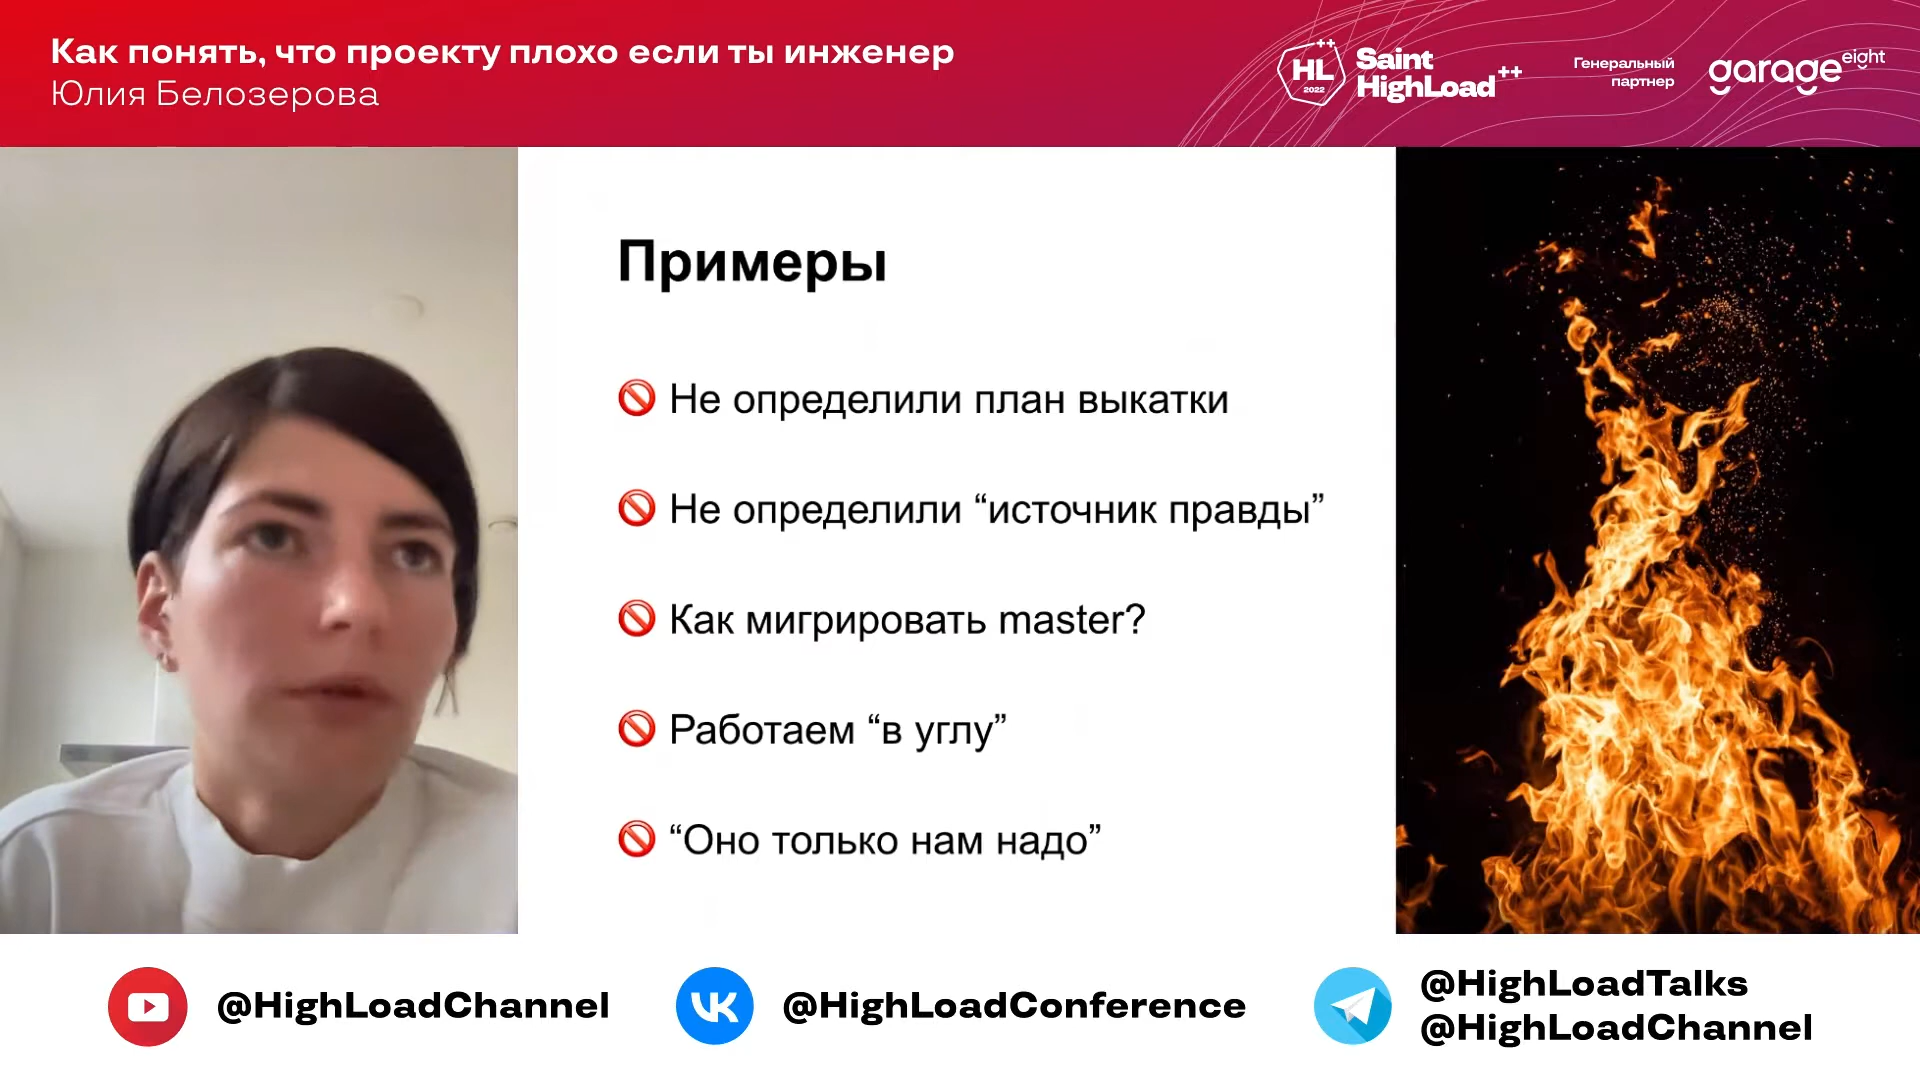 Как понять, что проекту плохо если ты инженер
Юлия Белозерова
HL++
2022
Saint
HighLoad++
Генеральный
партнер
garage eight
Примеры
Не определили план выкатки
Не определили “источник правды”
Как мигрировать master?
Работаем “в углу”
“Оно только нам надо”
@HighLoadChannel
@HighLoadConference
@HighLoadTalks
@HighLoadChannel